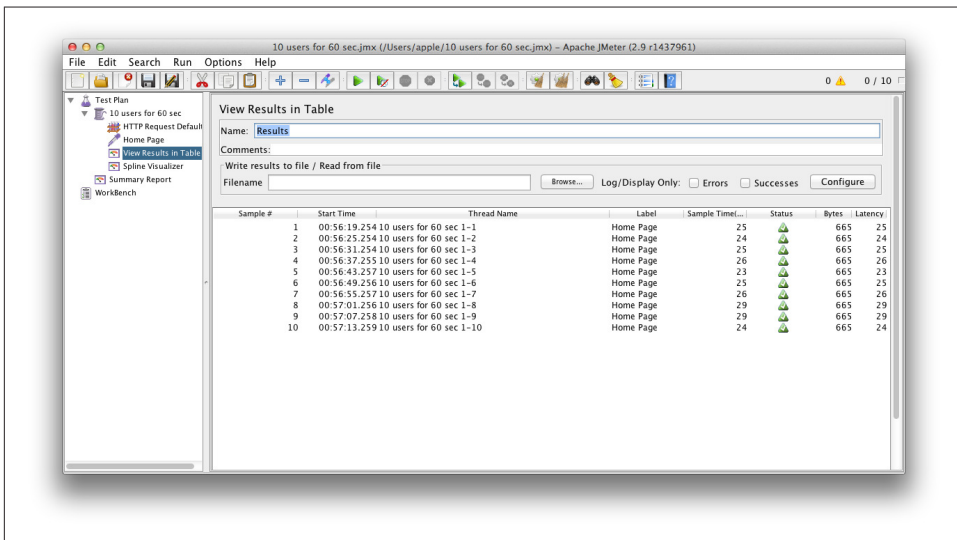 10 users for 60 sec.jmx (/Users/apple/10 users for 60 sec.jmx) – Apache JMeter (2.9 r1437961)
File Edit Search Run Options Help
0 0 / 10
Test Plan
10 users for 60 sec
HTTP Request Default
Home Page
View Results in Table
Spline Visualizer
Summary Report
WorkBench
View Results in Table
Name: Results
Comments:
Write results to file / Read from file
Filename Browse... Log/Display Only: Errors Successes Configure
Sample # Start Time Thread Name Label Sample Time(... Status Bytes Latency
1 00:56:19.254 10 users for 60 sec 1-1 Home Page 25 665 25
2 00:56:25.254 10 users for 60 sec 1-2 Home Page 24 665 24
3 00:56:31.254 10 users for 60 sec 1-3 Home Page 25 665 25
4 00:56:37.255 10 users for 60 sec 1-4 Home Page 26 665 26
5 00:56:43.257 10 users for 60 sec 1-5 Home Page 23 665 23
6 00:56:49.256 10 users for 60 sec 1-6 Home Page 25 665 25
7 00:56:55.257 10 users for 60 sec 1-7 Home Page 26 665 26
8 00:57:01.256 10 users for 60 sec 1-8 Home Page 29 665 29
9 00:57:07.258 10 users for 60 sec 1-9 Home Page 29 665 29
10 00:57:13.259 10 users for 60 sec 1-10 Home Page 24 665 24